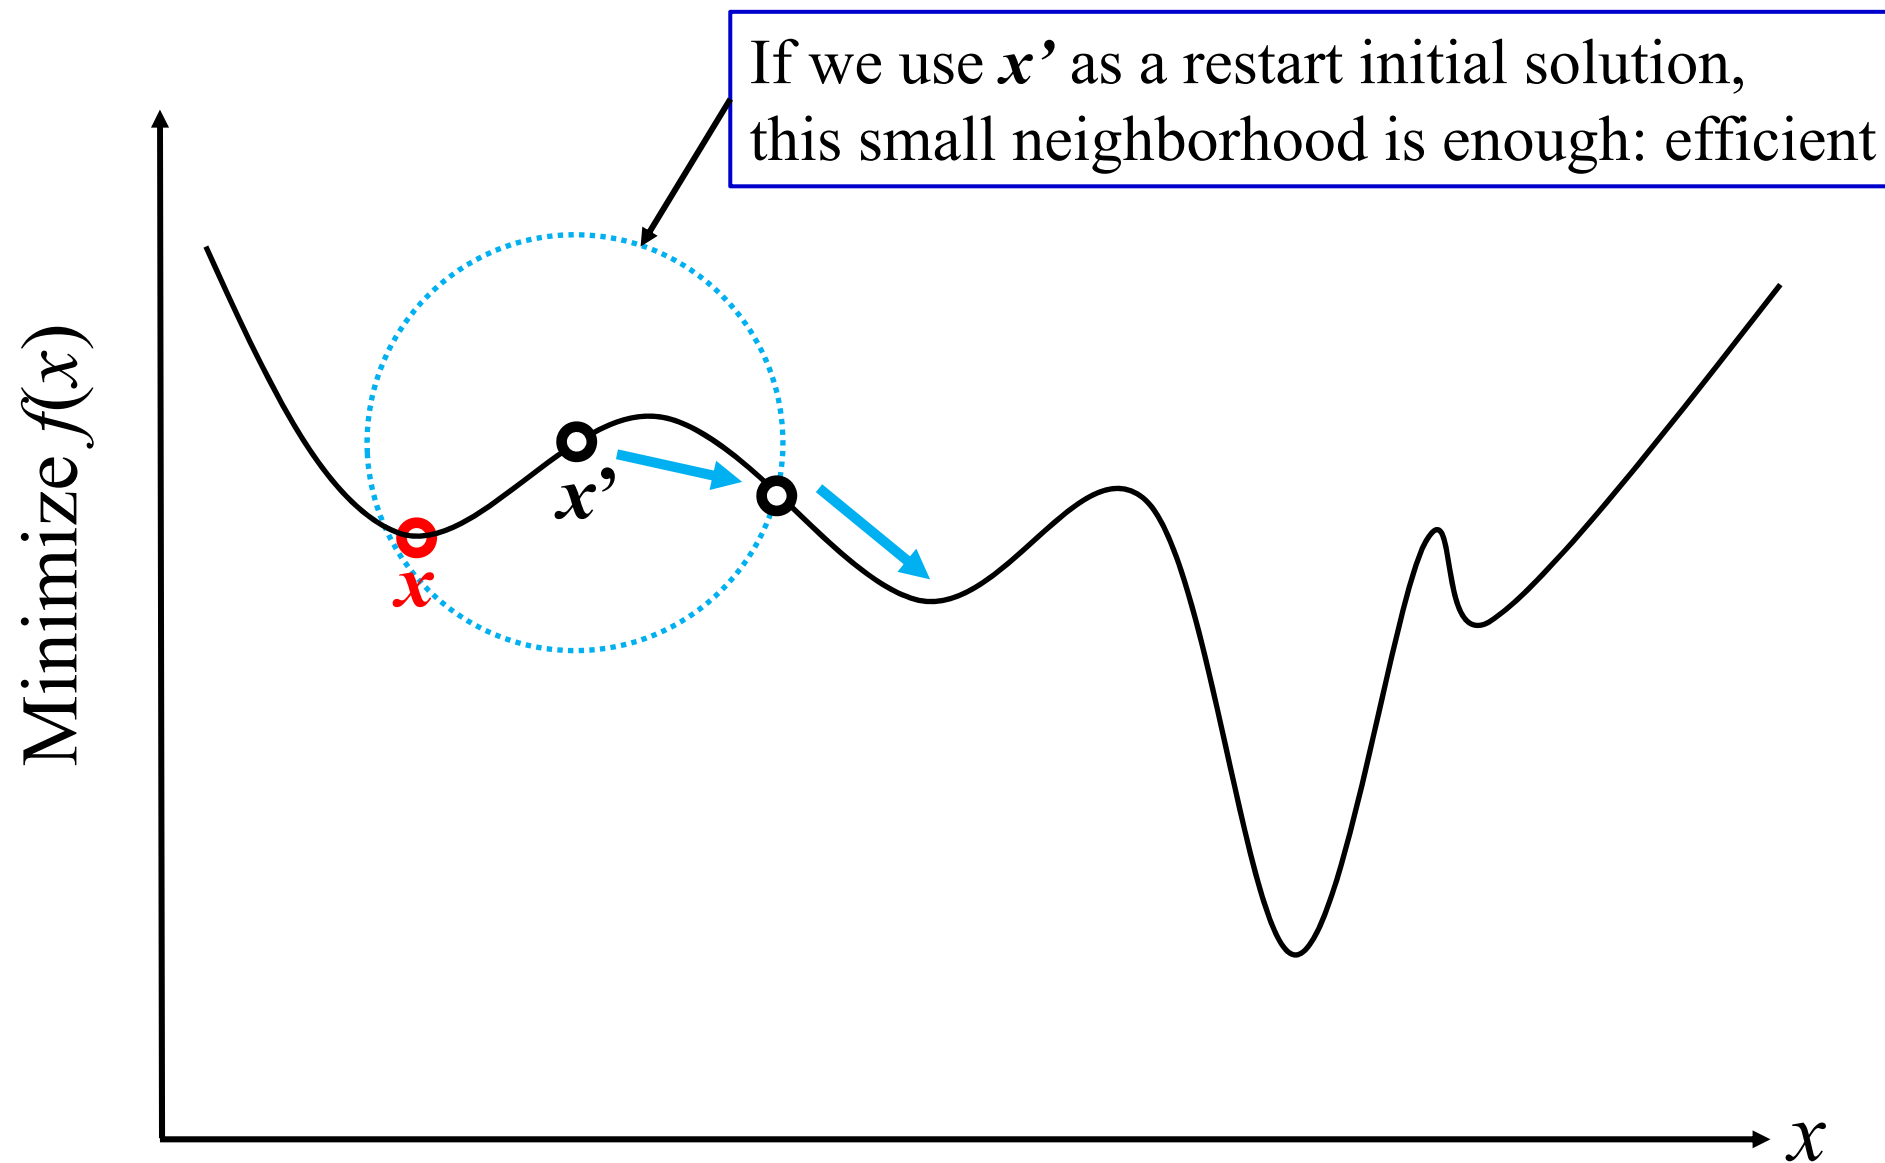 If we use x’ as a restart initial solution,
this small neighborhood is enough: efficient
Minimize f(x)
x’
x
x